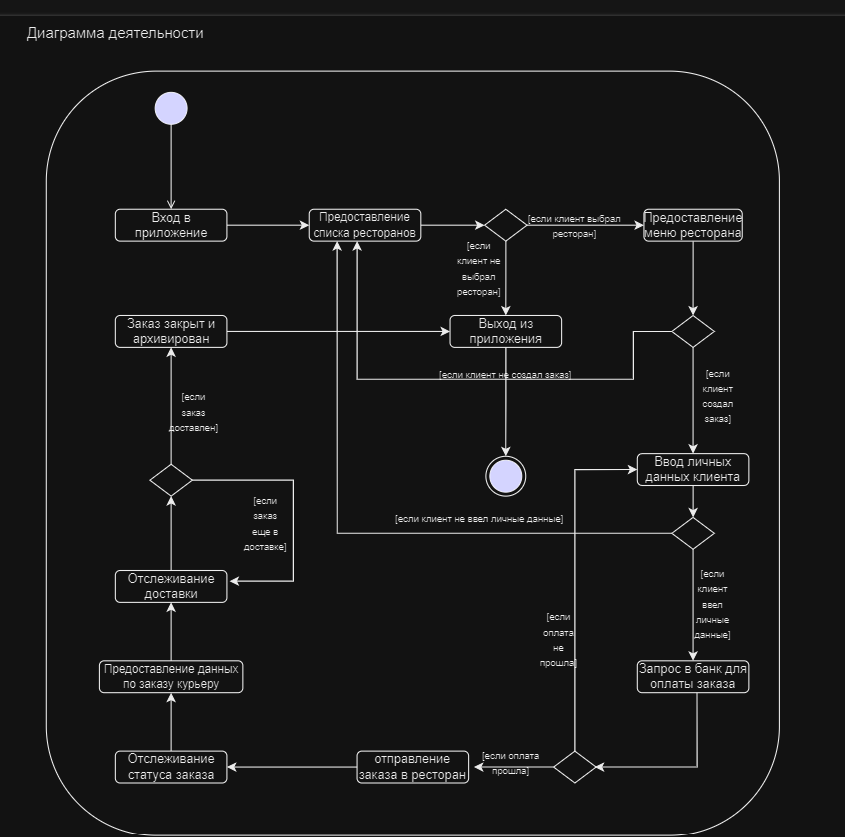 Диаграмма деятельности
Вход в
приложение
Предоставление
списка ресторанов
[если клиент выбрал
ресторан]
Предоставление
меню ресторана
[если
клиент не
выбрал
ресторан]
Заказ закрыт и
архивирован
Выход из
приложения
[если клиент не создал заказ]
[если
клиент
создал
заказ]
[если
заказ
доставлен]
Ввод личных
данных клиента
[если
заказ
еще в
доставке]
[если клиент не ввел личные данные]
Отслеживание
доставки
[если
клиент
ввел
личные
данные]
[если
оплата
не
прошла]
Предоставление данных
по заказу курьеру
Запрос в банк для
оплаты заказа
Отслеживание
статуса заказа
отправление
заказа в ресторан
[если оплата
прошла]